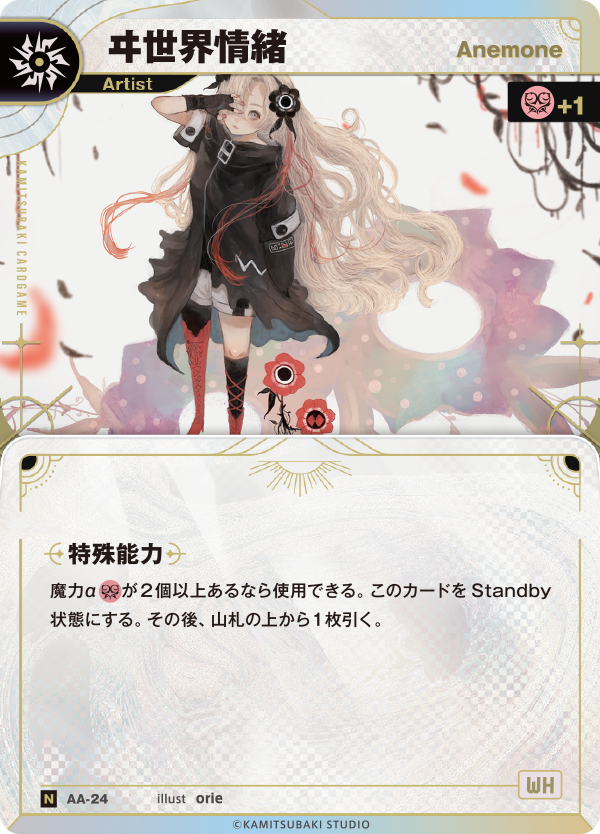 ヰ世界情緒
Anemone
Artist
+1
KAMITSUBAKI CARDGAME
特殊能力
魔力αが2個以上あるなら使用できる。このカードをStandby
状態にする。その後、山札の上から1枚引く。
N AA-24 illust orie
WH
©KAMITSUBAKI STUDIO